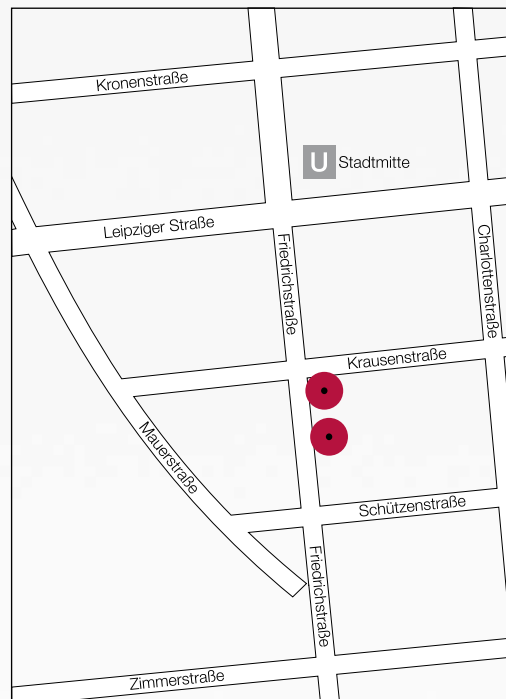 Kronenstraße
U Stadtmitte
Leipziger Straße
Friedrichstraße
Charlottenstraße
Krausenstraße
Mauerstraße
Schützenstraße
Friedrichstraße
Zimmerstraße